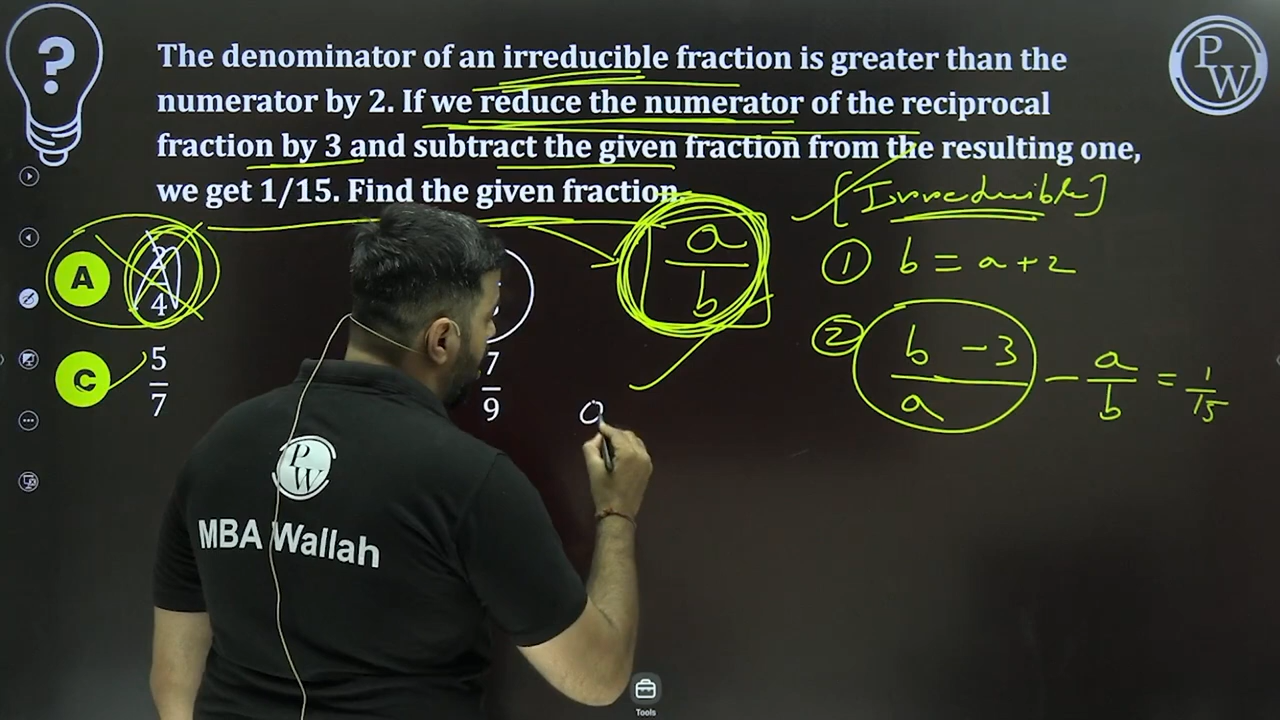 The denominator of an irreducible fraction is greater than the
numerator by 2. If we reduce the numerator of the reciprocal
fraction by 3 and subtract the given fraction from the resulting one,
we get 1/15. Find the given fraction.
PW
[Irreducible]
A
2/4
a/b
① b = a+2
② b-3/a - a/b = 1/15
C
5/7
7/9
a
PW
MBA Wallah
Tools